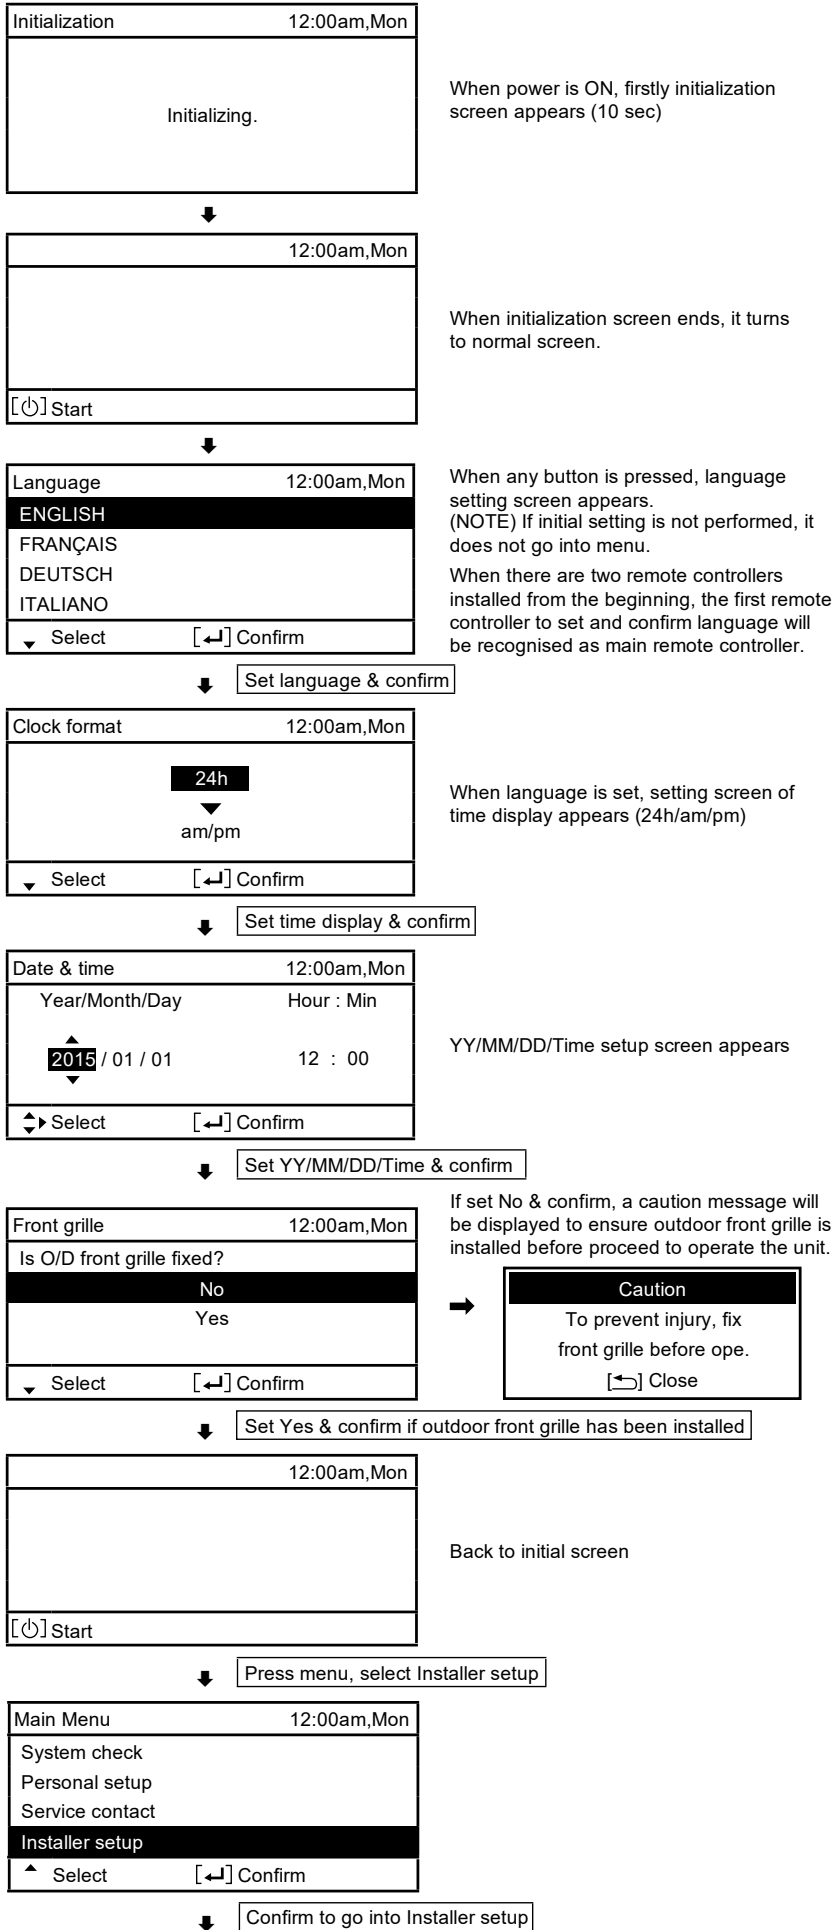 Initialization 12:00am,Mon
Initializing.
When power is ON, firstly initialization
screen appears (10 sec)
12:00am,Mon
[⏻] Start
When initialization screen ends, it turns
to normal screen.
Language 12:00am,Mon
ENGLISH
FRANÇAIS
DEUTSCH
ITALIANO
▼ Select [↵] Confirm
When any button is pressed, language
setting screen appears.
(NOTE) If initial setting is not performed, it
does not go into menu.
When there are two remote controllers
installed from the beginning, the first remote
controller to set and confirm language will
be recognised as main remote controller.
Set language & confirm
Clock format 12:00am,Mon
24h
am/pm
▼ Select [↵] Confirm
When language is set, setting screen of
time display appears (24h/am/pm)
Set time display & confirm
Date & time 12:00am,Mon
Year/Month/Day Hour : Min
2015 / 01 / 01 12 : 00
Select [↵] Confirm
YY/MM/DD/Time setup screen appears
Set YY/MM/DD/Time & confirm
Front grille 12:00am,Mon
Is O/D front grille fixed?
No
Yes
▼ Select [↵] Confirm
If set No & confirm, a caution message will
be displayed to ensure outdoor front grille is
installed before proceed to operate the unit.
Caution
To prevent injury, fix
front grille before ope.
[⮌] Close
Set Yes & confirm if outdoor front grille has been installed
12:00am,Mon
[⏻] Start
Back to initial screen
Press menu, select Installer setup
Main Menu 12:00am,Mon
System check
Personal setup
Service contact
Installer setup
▲ Select [↵] Confirm
Confirm to go into Installer setup